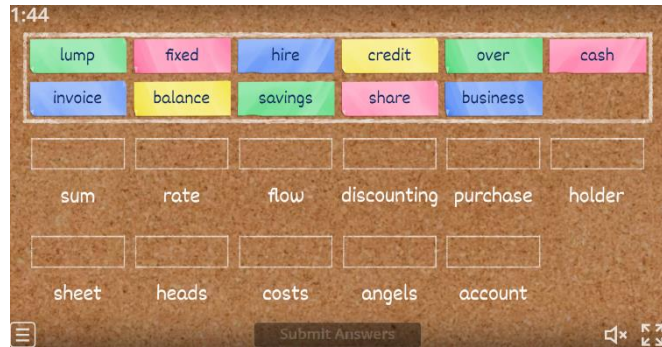 1:44
lump fixed hire credit over cash
invoice balance savings share business
sum rate flow discounting purchase holder
sheet heads costs angels account
Submit Answers